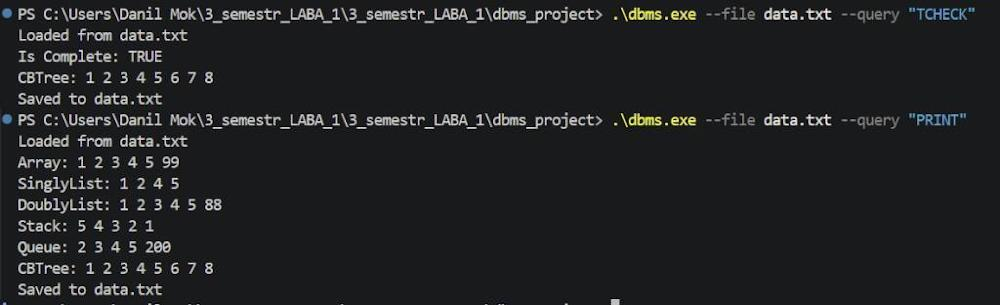 PS C:\Users\Danil Mok\3_semestr_LABA_1\3_semestr_LABA_1\dbms_project> .\dbms.exe --file data.txt --query "TCHECK"
Loaded from data.txt
Is Complete: TRUE
CBTree: 1 2 3 4 5 6 7 8
Saved to data.txt
PS C:\Users\Danil Mok\3_semestr_LABA_1\3_semestr_LABA_1\dbms_project> .\dbms.exe --file data.txt --query "PRINT"
Loaded from data.txt
Array: 1 2 3 4 5 99
SinglyList: 1 2 4 5
DoublyList: 1 2 3 4 5 88
Stack: 5 4 3 2 1
Queue: 2 3 4 5 200
CBTree: 1 2 3 4 5 6 7 8
Saved to data.txt